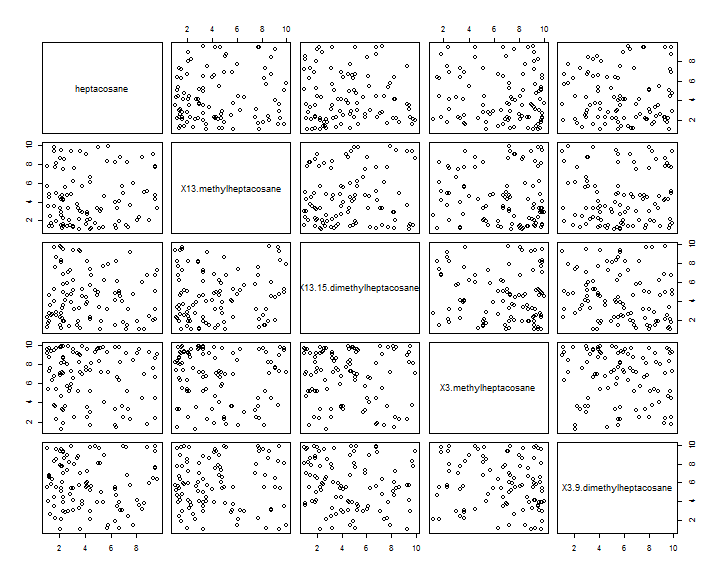 2 4 6 8 10
2 4 6 8 10
heptacosane
2 4 6 8
2 4 6 8 10
X13.methylheptacosane
X13.15.dimethylheptacosane
2 4 6 8 10
2 4 6 8 10
X3.methylheptacosane
X3.9.dimethylheptacosane
2 4 6 8 10
2 4 6 8
2 4 6 8 10
2 4 6 8 10